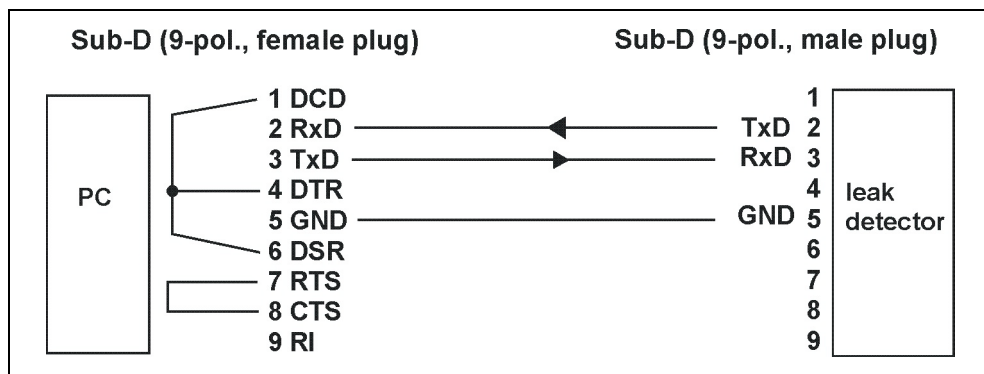 Sub-D (9-pol., female plug)
Sub-D (9-pol., male plug)
PC
1 DCD
2 RxD
3 TxD
4 DTR
5 GND
6 DSR
7 RTS
8 CTS
9 RI
1
TxD 2
RxD 3
4
GND 5
6
7
8
9
leak
detector